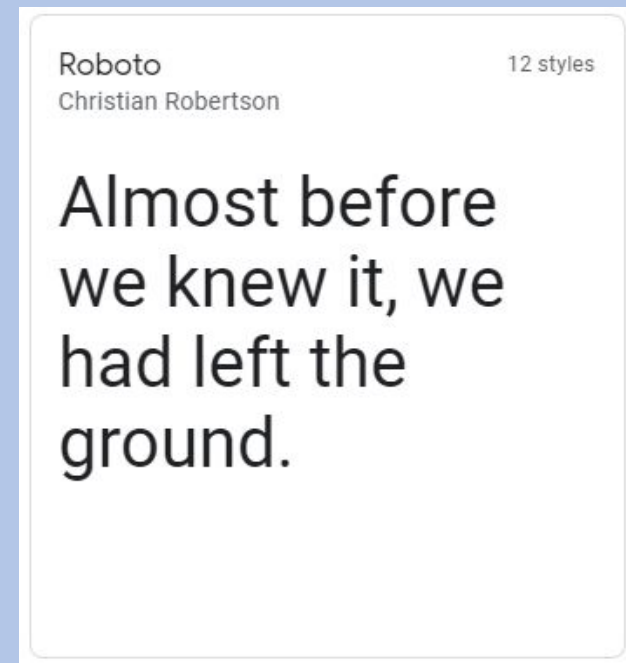 Roboto
12 styles
Christian Robertson
Almost before
we knew it, we
had left the
ground.